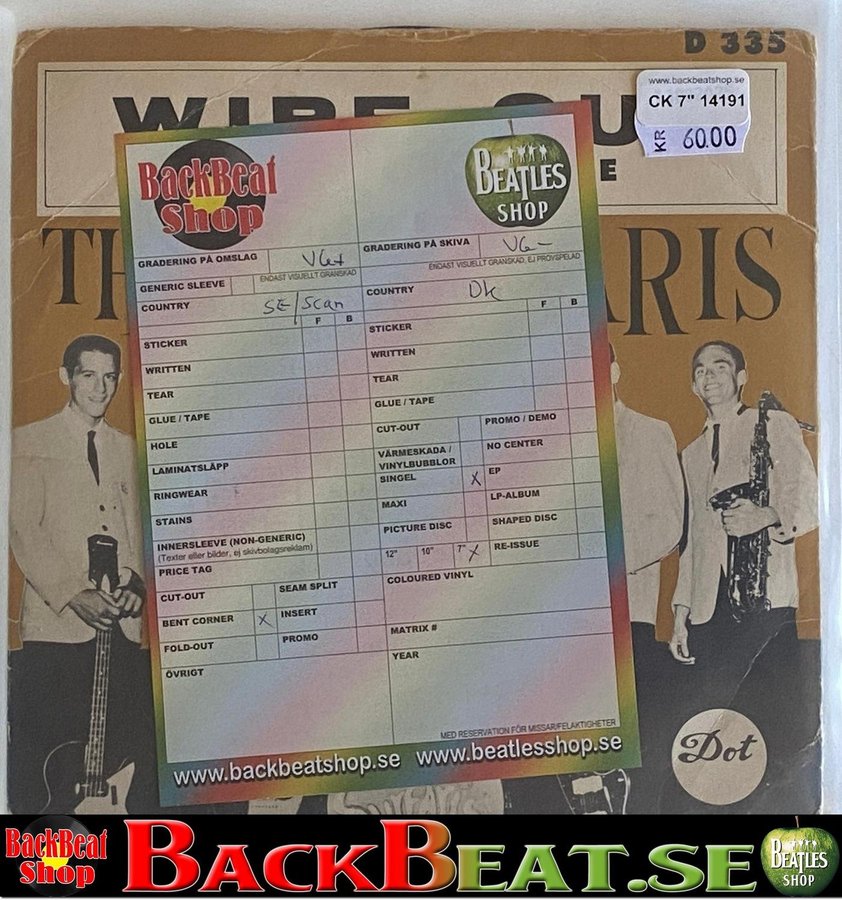 D 335
www.backbeatshop.se
CK 7" 14191
KR 60.00
WIPE OU
E
TH ARIS
BackBeat
Shop
BEATLES
SHOP
GRADERING PÅ OMSLAG VG+
ENDAST VISUELLT GRANSKAD
GENERIC SLEEVE
COUNTRY SE/Scan
F B
STICKER
WRITTEN
TEAR
GLUE / TAPE
HOLE
LAMINATSLÄPP
RINGWEAR
STAINS
INNERSLEEVE (NON-GENERIC)
(Texter eller bilder, ej skivbolagsreklam)
PRICE TAG
CUT-OUT SEAM SPLIT
BENT CORNER X INSERT
FOLD-OUT PROMO
ÖVRIGT
GRADERING PÅ SKIVA VG-
ENDAST VISUELLT GRANSKAD, EJ PROVSPELAD
COUNTRY DK
F B
STICKER
WRITTEN
TEAR
GLUE / TAPE
CUT-OUT PROMO / DEMO
VÄRMESKADA /
VINYLBUBBLOR NO CENTER
SINGEL X EP
MAXI LP-ALBUM
PICTURE DISC SHAPED DISC
12" 10" 7" X RE-ISSUE
COLOURED VINYL
MATRIX #
YEAR
MED RESERVATION FÖR MISSAR/FELAKTIGHETER
www.backbeatshop.se www.beatlesshop.se
Dot
BackBeat
Shop
BACKBEAT.SE
BEATLES
SHOP